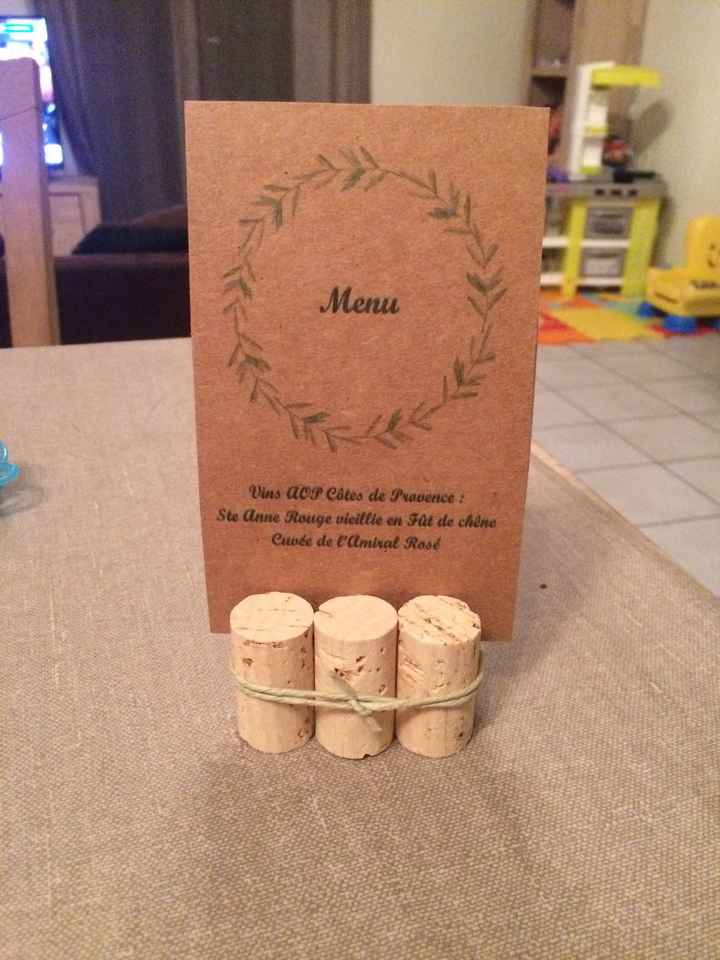 Menu
Vins AOP Côtes de Provence :
Ste Anne Rouge vieillie en Fût de chêne
Cuvée de l'Amiral Rosé